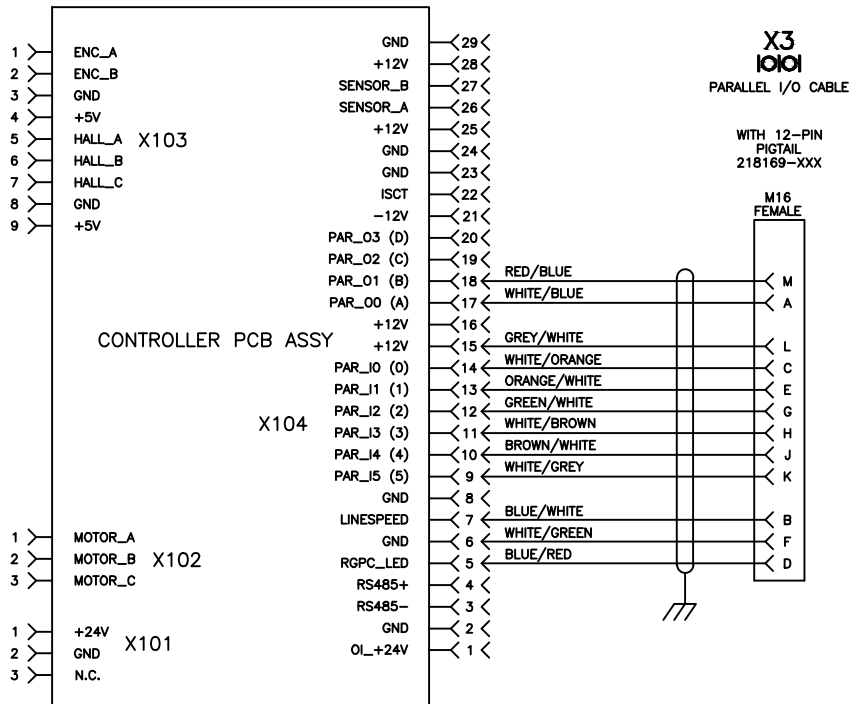 1 ENC_A
2 ENC_B
3 GND
4 +5V
5 HALL_A
6 HALL_B
7 HALL_C
8 GND
9 +5V
X103
CONTROLLER PCB ASSY
X104
1 MOTOR_A
2 MOTOR_B
3 MOTOR_C
X102
1 +24V
2 GND
3 N.C.
X101
GND 29
+12V 28
SENSOR_B 27
SENSOR_A 26
+12V 25
GND 24
GND 23
ISCT 22
-12V 21
PAR_O3 (D) 20
PAR_O2 (C) 19
PAR_O1 (B) 18 RED/BLUE M
PAR_O0 (A) 17 WHITE/BLUE A
+12V 16
+12V 15 GREY/WHITE L
PAR_I0 (0) 14 WHITE/ORANGE C
PAR_I1 (1) 13 ORANGE/WHITE E
PAR_I2 (2) 12 GREEN/WHITE G
PAR_I3 (3) 11 WHITE/BROWN H
PAR_I4 (4) 10 BROWN/WHITE J
PAR_I5 (5) 9 WHITE/GREY K
GND 8
LINESPEED 7 BLUE/WHITE B
GND 6 WHITE/GREEN F
RGPC_LED 5 BLUE/RED D
RS485+ 4
RS485- 3
GND 2
OI_+24V 1
X3
|O|O|
PARALLEL I/O CABLE
WITH 12-PIN
PIGTAIL
218169-XXX
M16
FEMALE